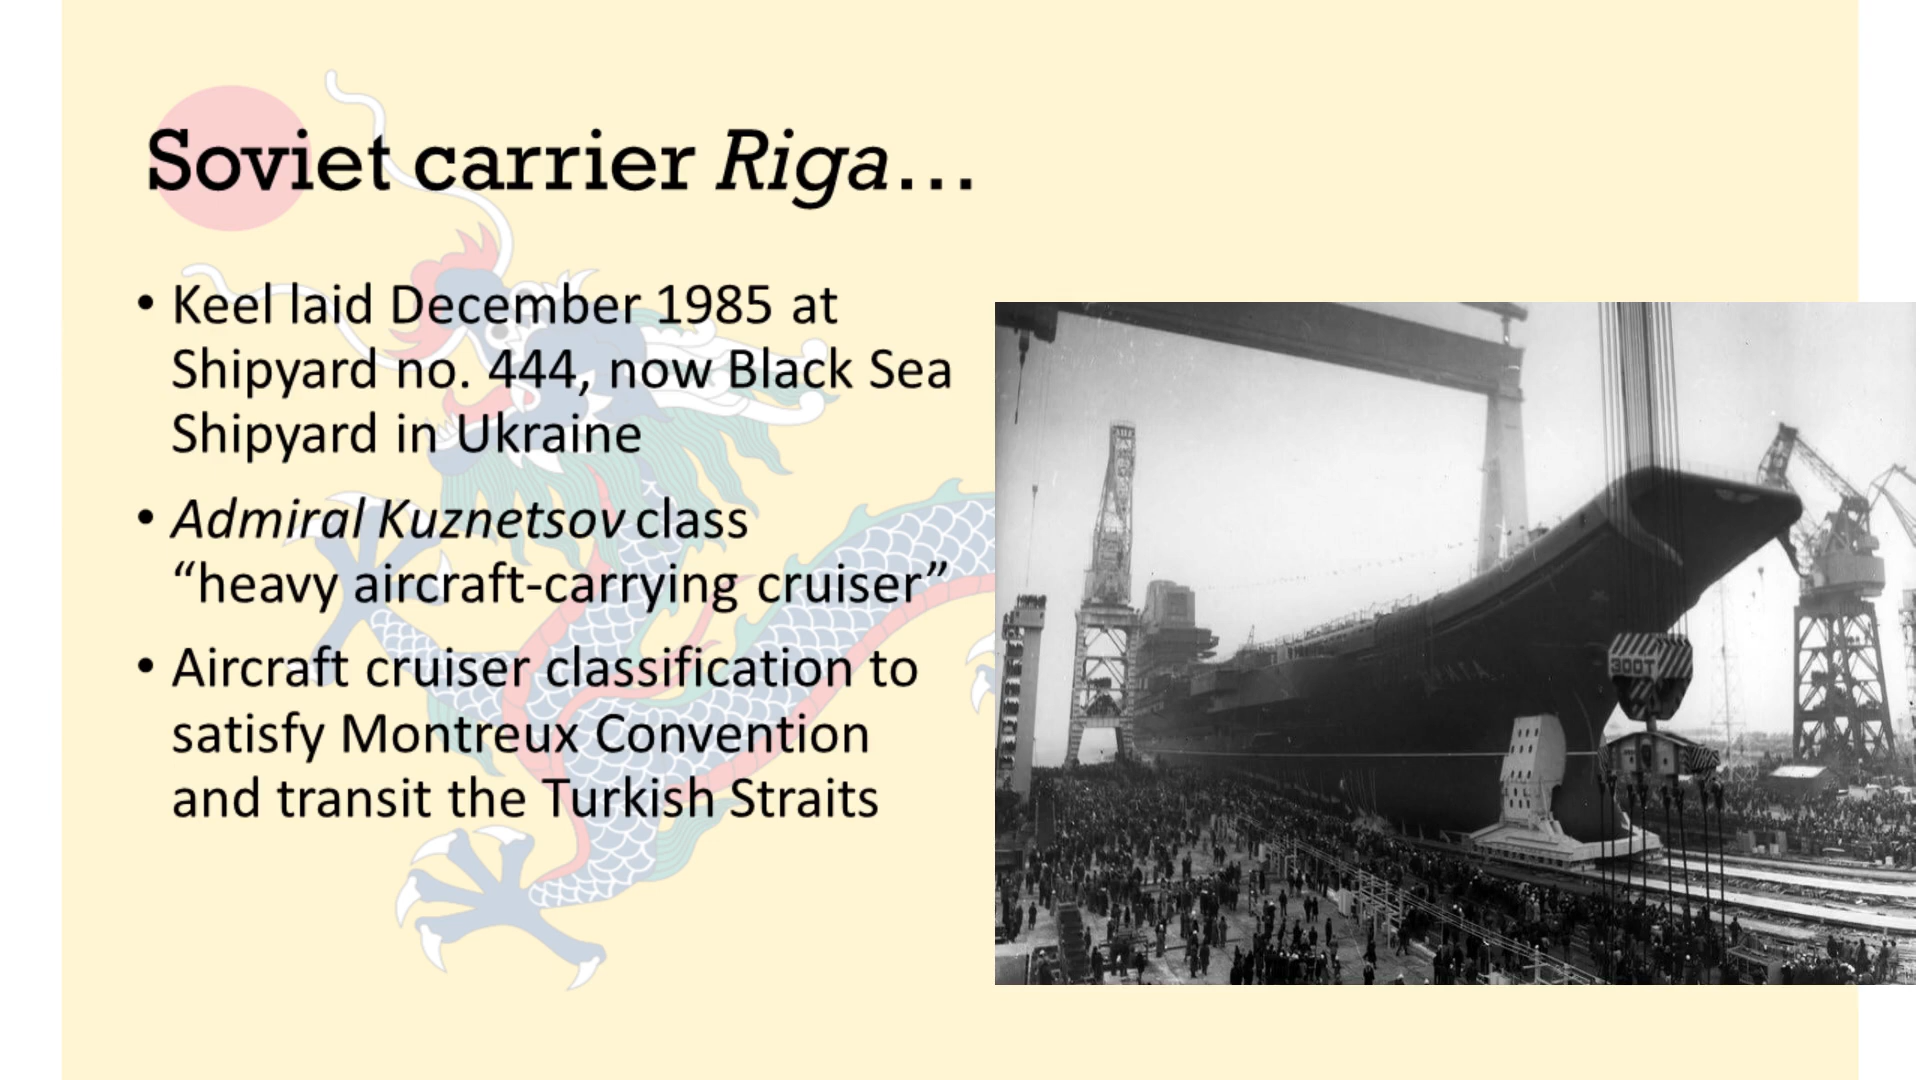 Soviet carrier Riga…
• Keel laid December 1985 at
Shipyard no. 444, now Black Sea
Shipyard in Ukraine
• Admiral Kuznetsov class
“heavy aircraft-carrying cruiser”
• Aircraft cruiser classification to
satisfy Montreux Convention
and transit the Turkish Straits
300T